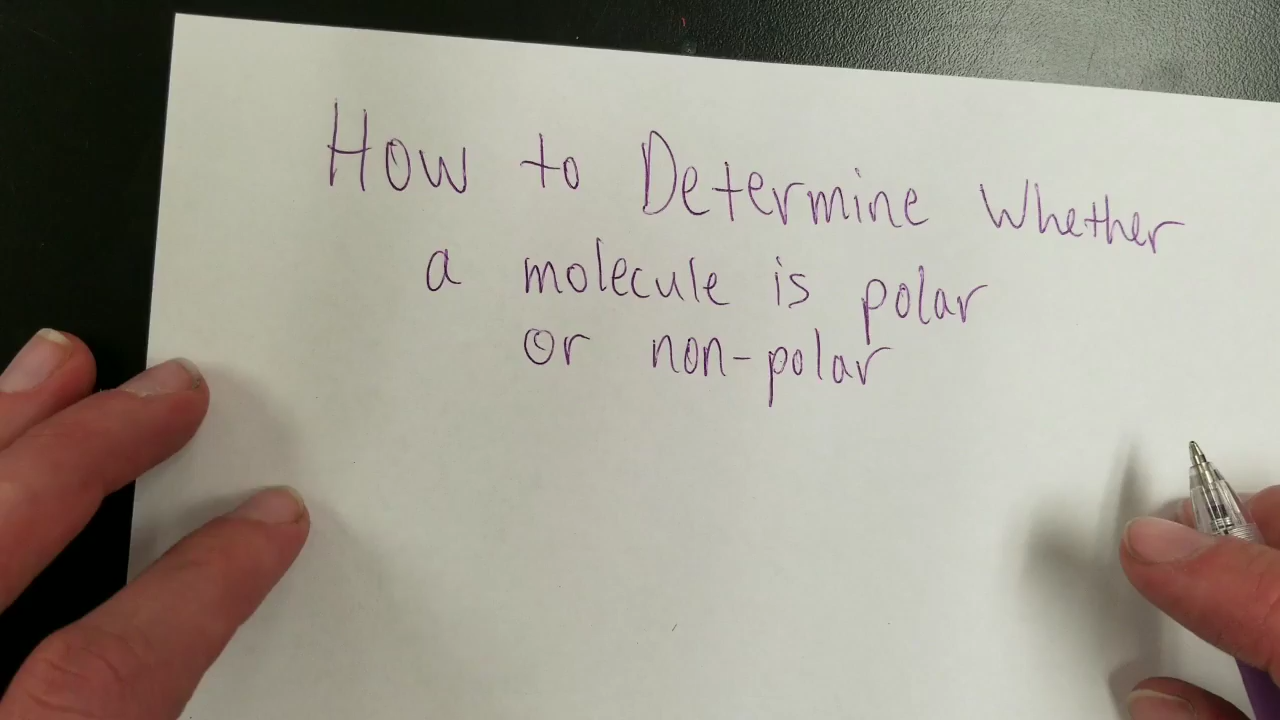 How to Determine Whether
a molecule is polar
or non-polar